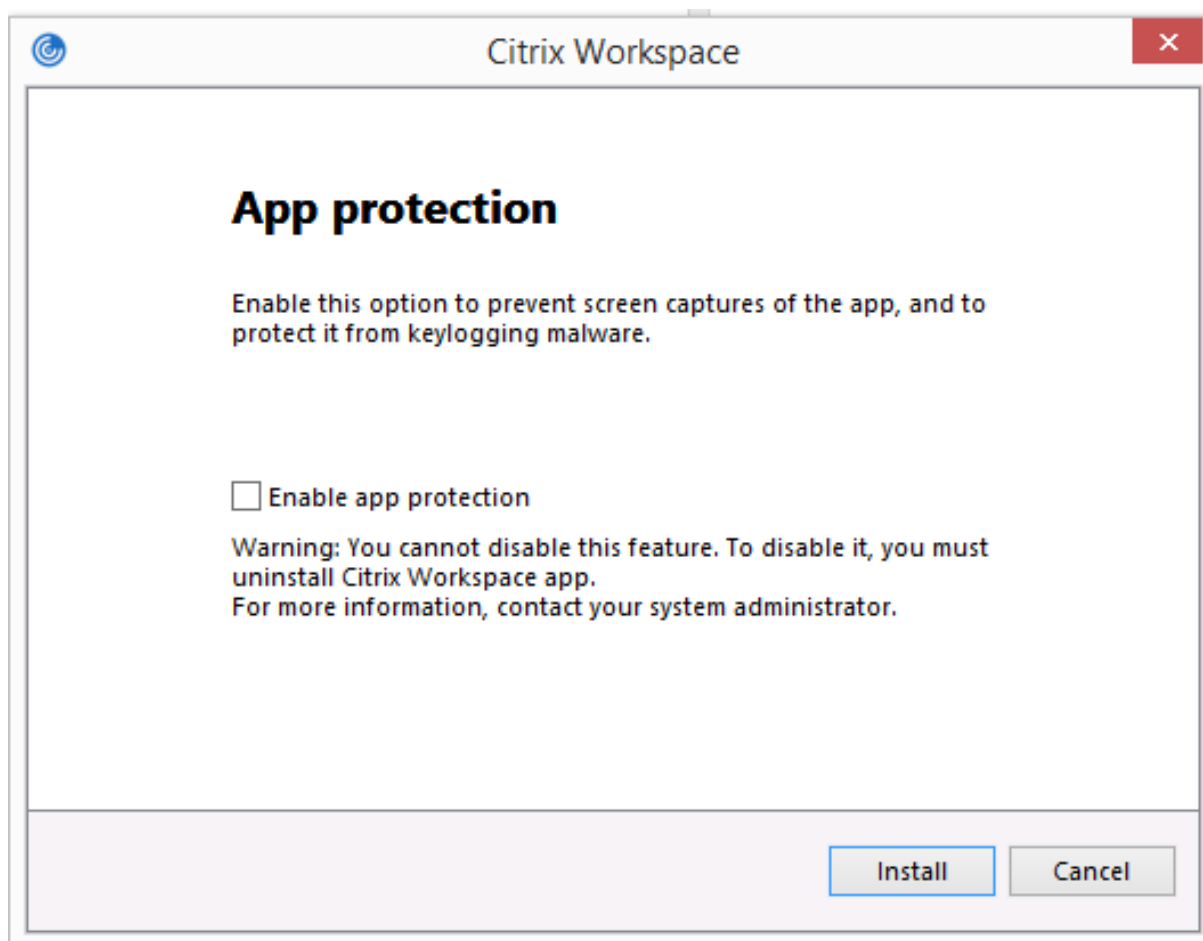 Citrix Workspace
App protection
Enable this option to prevent screen captures of the app, and to
protect it from keylogging malware.
Enable app protection
Warning: You cannot disable this feature. To disable it, you must
uninstall Citrix Workspace app.
For more information, contact your system administrator.
Install
Cancel